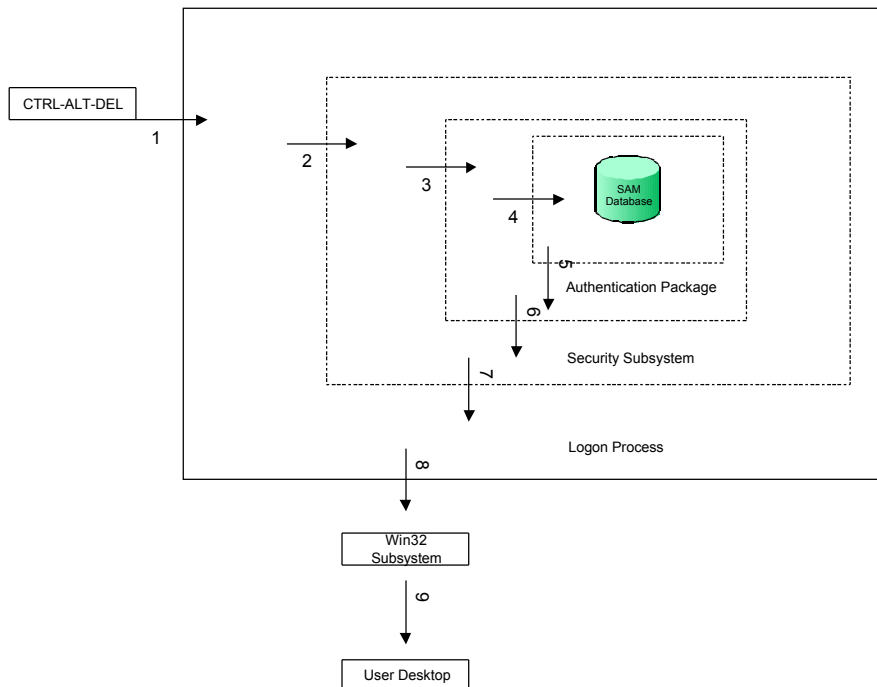 CTRL-ALT-DEL
1
2
3
4
SAM
Database
5
Authentication Package
6
Security Subsystem
7
Logon Process
8
Win32
Subsystem
9
User Desktop